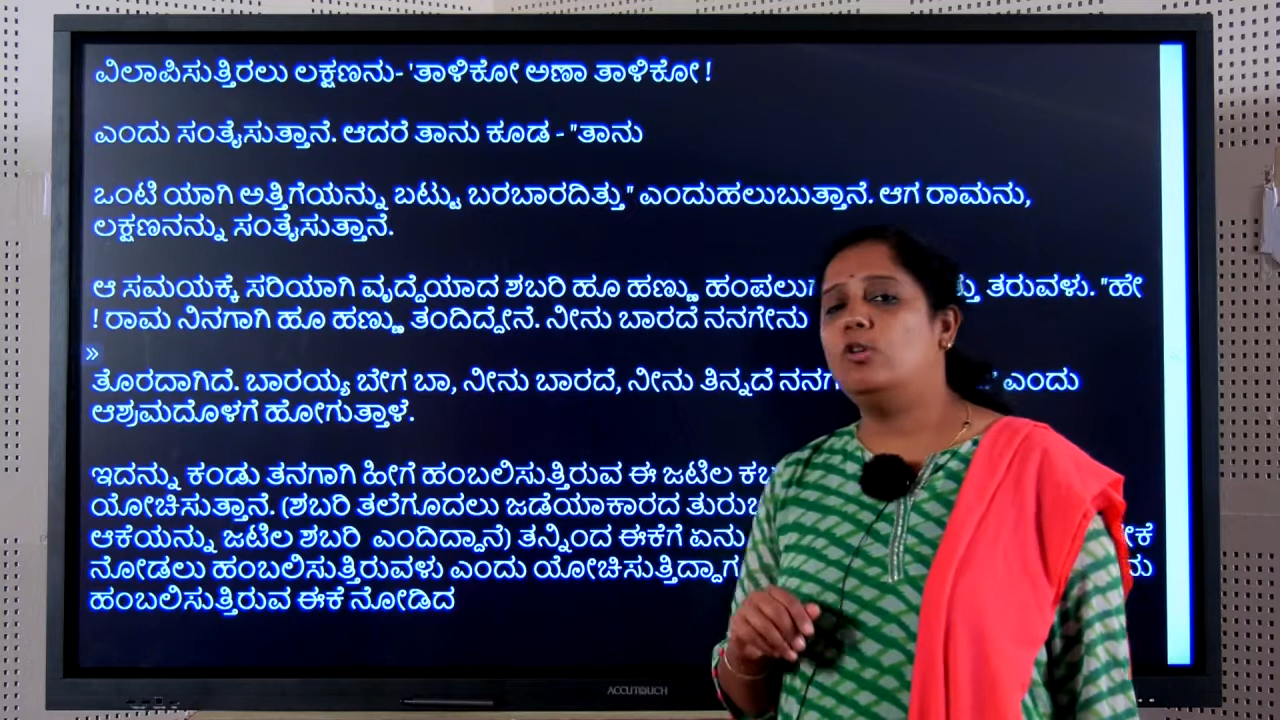 ವಿಲಾಪಿಸುತ್ತಿರಲು ಲಕ್ಷಣನು- 'ತಾಳಿಕೋ ಅಣಾ ತಾಳಿಕೋ !
ಎಂದು ಸಂತೈಸುತ್ತಾನೆ. ಆದರೆ ತಾನು ಕೂಡ - "ತಾನು
ಒಂಟಿ ಯಾಗಿ ಅತ್ತಿಗೆಯನ್ನು ಬಟ್ಟು ಬರಬಾರದಿತ್ತು" ಎಂದುಹಲುಬುತ್ತಾನೆ. ಆಗ ರಾಮನು,
ಲಕ್ಷಣನನ್ನು ಸಂತೈಸುತ್ತಾನೆ.
ಆ ಸಮಯಕ್ಕೆ ಸರಿಯಾಗಿ ವೃದ್ಧೆಯಾದ ಶಬರಿ ಹೂ ಹಣ್ಣು ತರುವಳು. "ಹೇ
! ರಾಮ ನಿನಗಾಗಿ ಹೂ ಹಣ್ಣು ತಂದಿದ್ದೇನೆ. ನೀನು ಬಾರದೆ ನನಗೇನು
»
ತೊರದಾಗಿದೆ. ಬಾರಯ್ಯ ಬೇಗ ಬಾ, ನೀನು ಬಾರದೆ, ನೀನು ತಿನ್ನದೆ ಎಂದು
ಆಶ್ರಮದೊಳಗೆ ಹೋಗುತ್ತಾಳೆ.
ಇದನ್ನು ಕಂಡು ತನಗಾಗಿ ಹೀಗೆ ಹಂಬಲಿಸುತ್ತಿರುವ ಈ ಜಟಿಲ
ಯೋಚಿಸುತ್ತಾನೆ. (ಶಬರಿ ತಲೆಗೂದಲು ಜಡೆಯಾಕಾರದ
ಆಕೆಯನ್ನು ಜಟಿಲ ಶಬರಿ ಎಂದಿದ್ದಾನೆ) ತನ್ನಿಂದ ಈಕೆಗೆ ಏನು
ನೋಡಲು ಹಂಬಲಿಸುತ್ತಿರುವಳು ಎಂದು
ಹಂಬಲಿಸುತ್ತಿರುವ ಈಕೆ ನೋಡಿದ
ACCUTOUCH